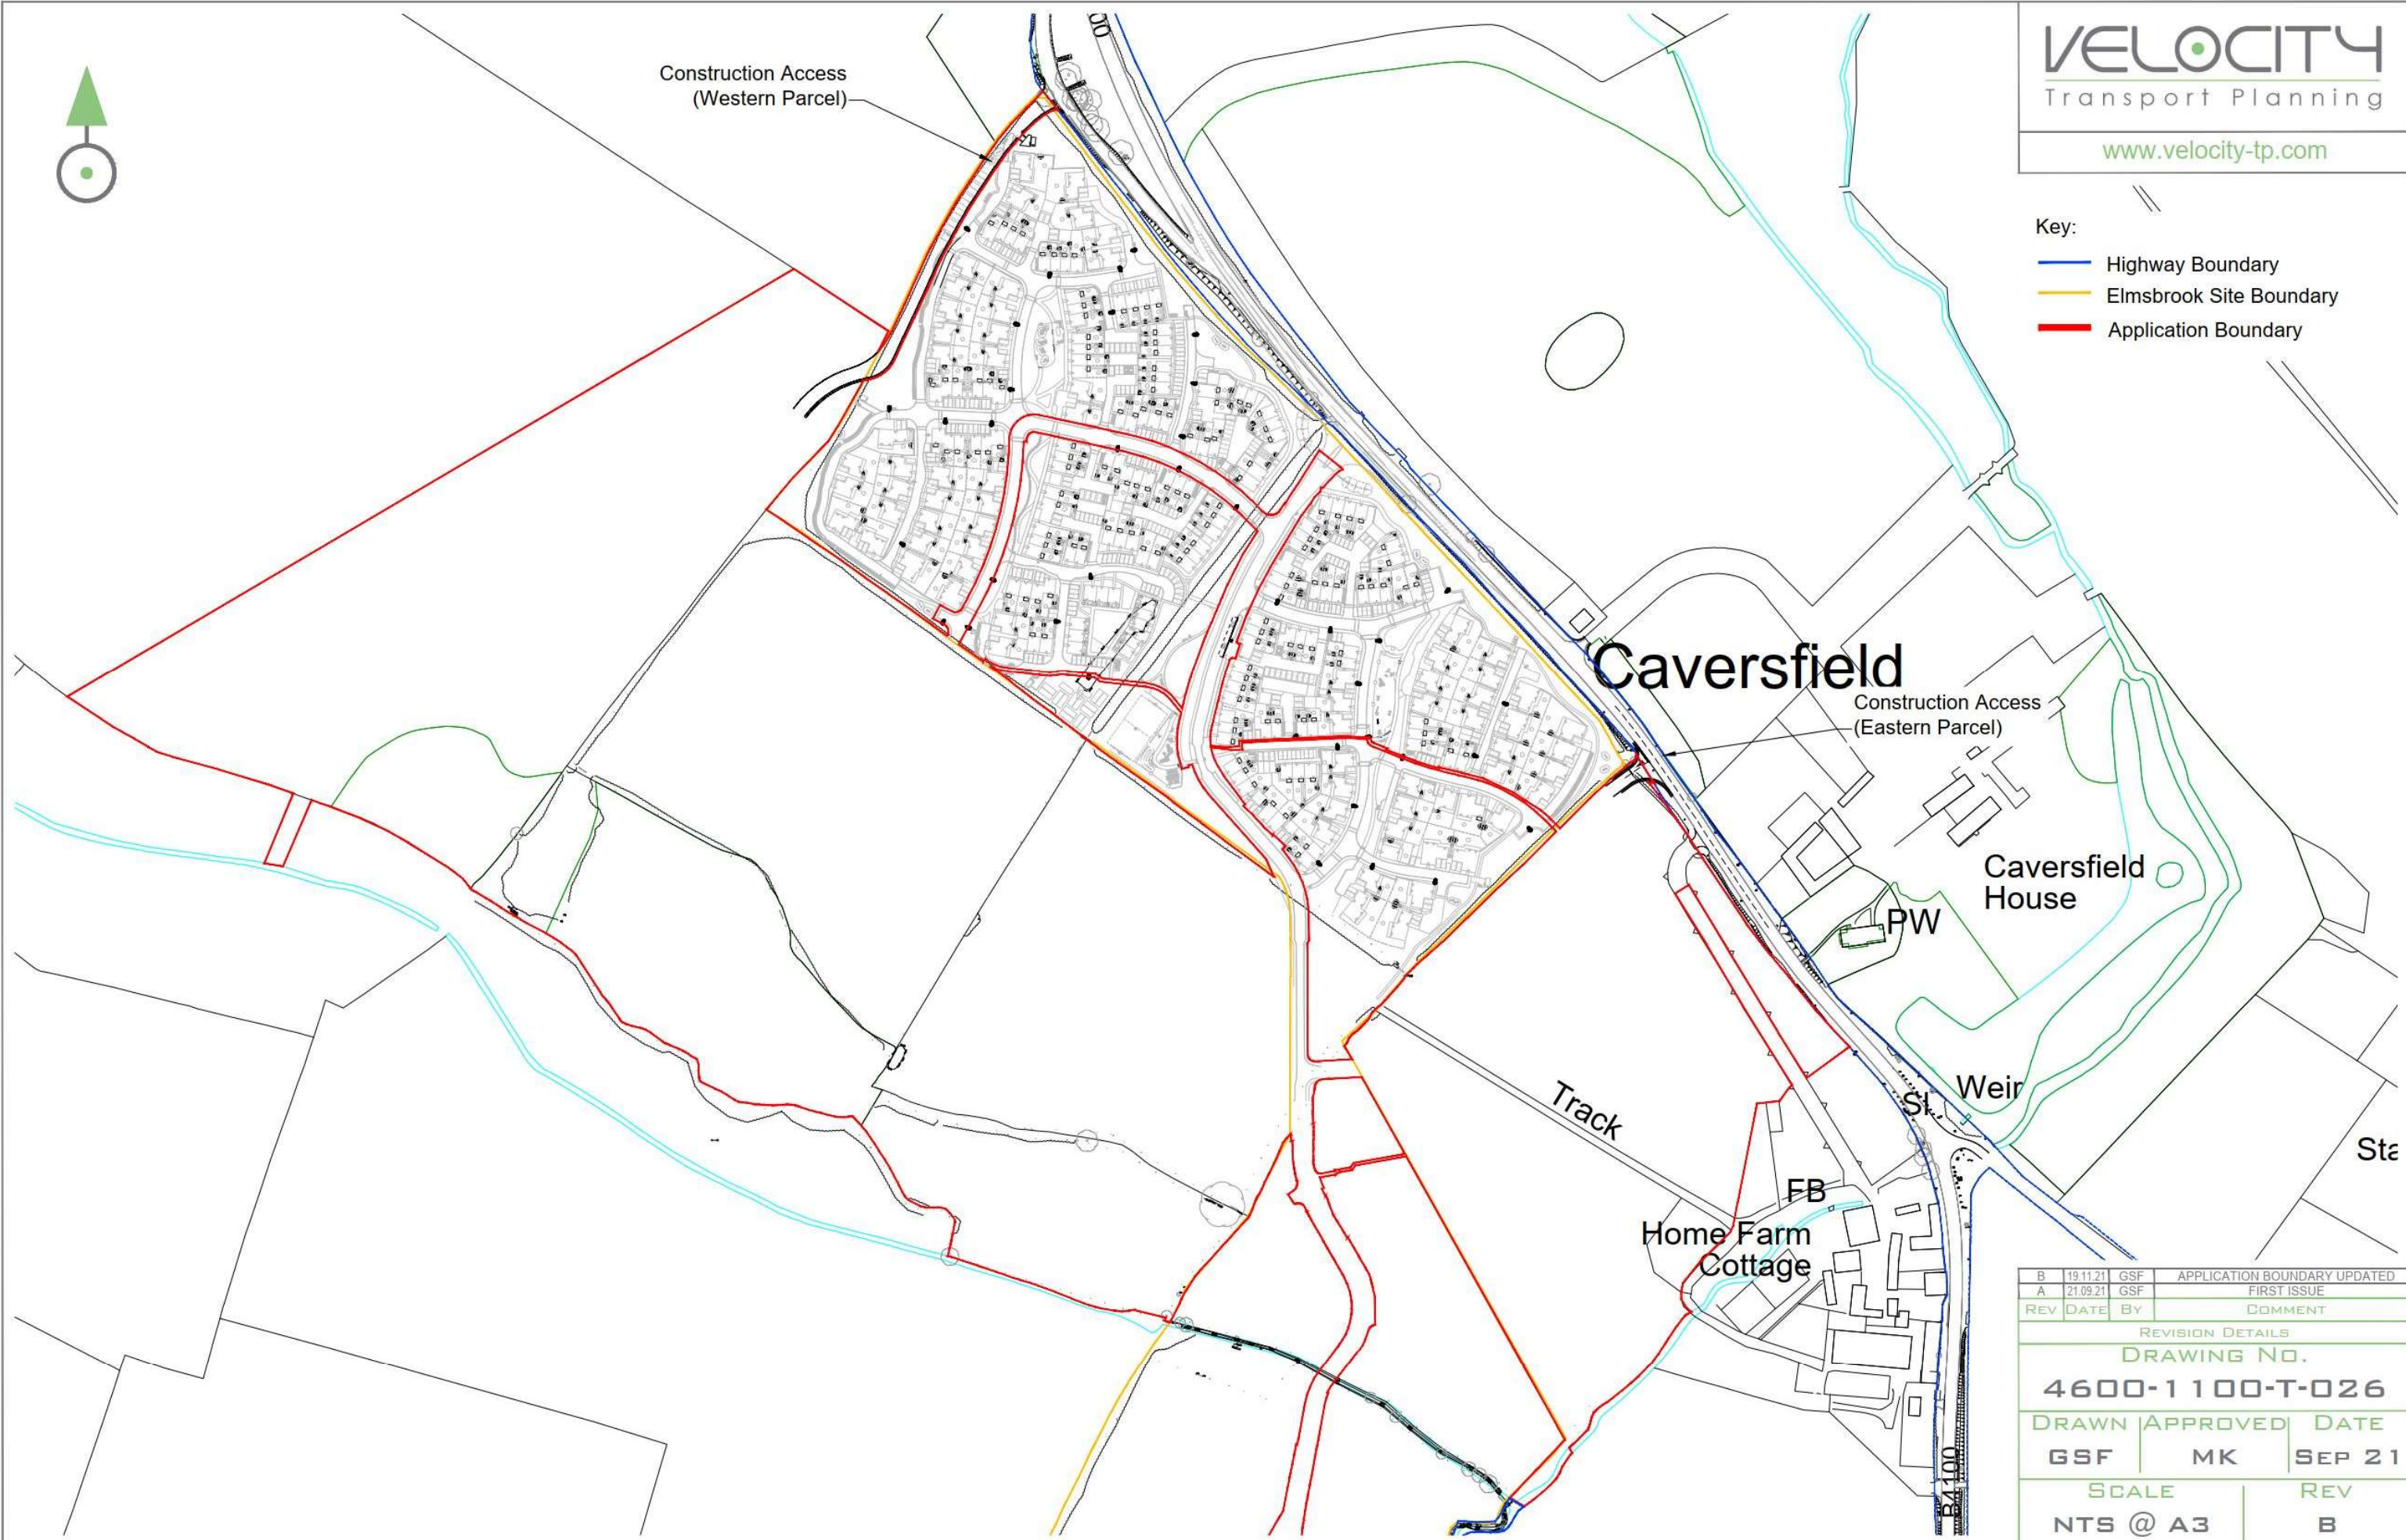 Construction Access
(Western Parcel)
VELOCITY
Transport Planning
www.velocity-tp.com
Key:
Highway Boundary
Elmsbrook Site Boundary
Application Boundary
Caversfield
Construction Access
(Eastern Parcel)
Caversfield
House
PW
Weir
Track
FB
Home Farm
Cottage
B4100
B 19.11.21 GSF APPLICATION BOUNDARY UPDATED
A 21.09.21 GSF FIRST ISSUE
REV DATE BY COMMENT
REVISION DETAILS
DRAWING NO.
4600-1100-T-026
DRAWN APPROVED DATE
GSF MK SEP 21
SCALE REV
NTS @ A3 B